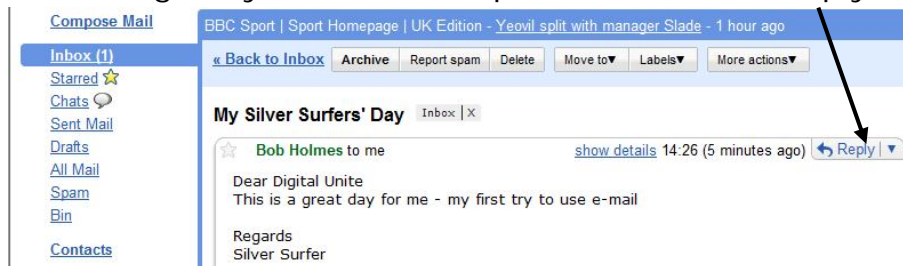 Compose Mail
Inbox (1)
Starred
Chats
Sent Mail
Drafts
All Mail
Spam
Bin
Contacts
BBC Sport | Sport Homepage | UK Edition - Yeovil split with manager Slade - 1 hour ago
« Back to Inbox Archive Report spam Delete Move to▼ Labels▼ More actions▼
My Silver Surfers' Day Inbox | X
Bob Holmes to me show details 14:26 (5 minutes ago) Reply | ▼
Dear Digital Unite
This is a great day for me - my first try to use e-mail
Regards
Silver Surfer